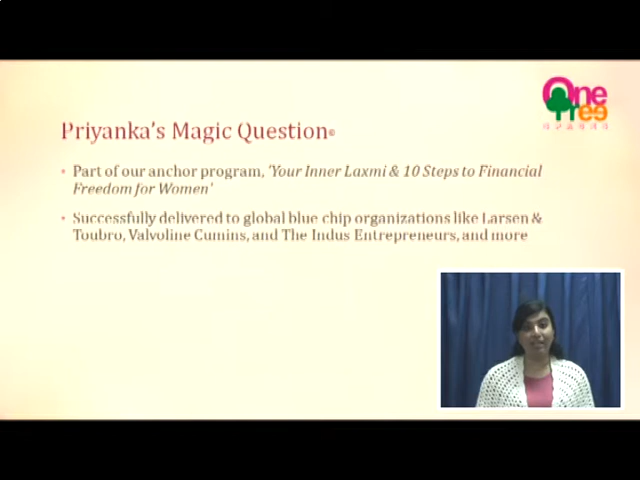 One
Tree
Priyanka's Magic Question©
• Part of our anchor program, 'Your Inner Laxmi & 10 Steps to Financial
Freedom for Women'
• Successfully delivered to global blue chip organizations like Larsen &
Toubro, Valvoline Cumins, and The Indus Entrepreneurs, and more